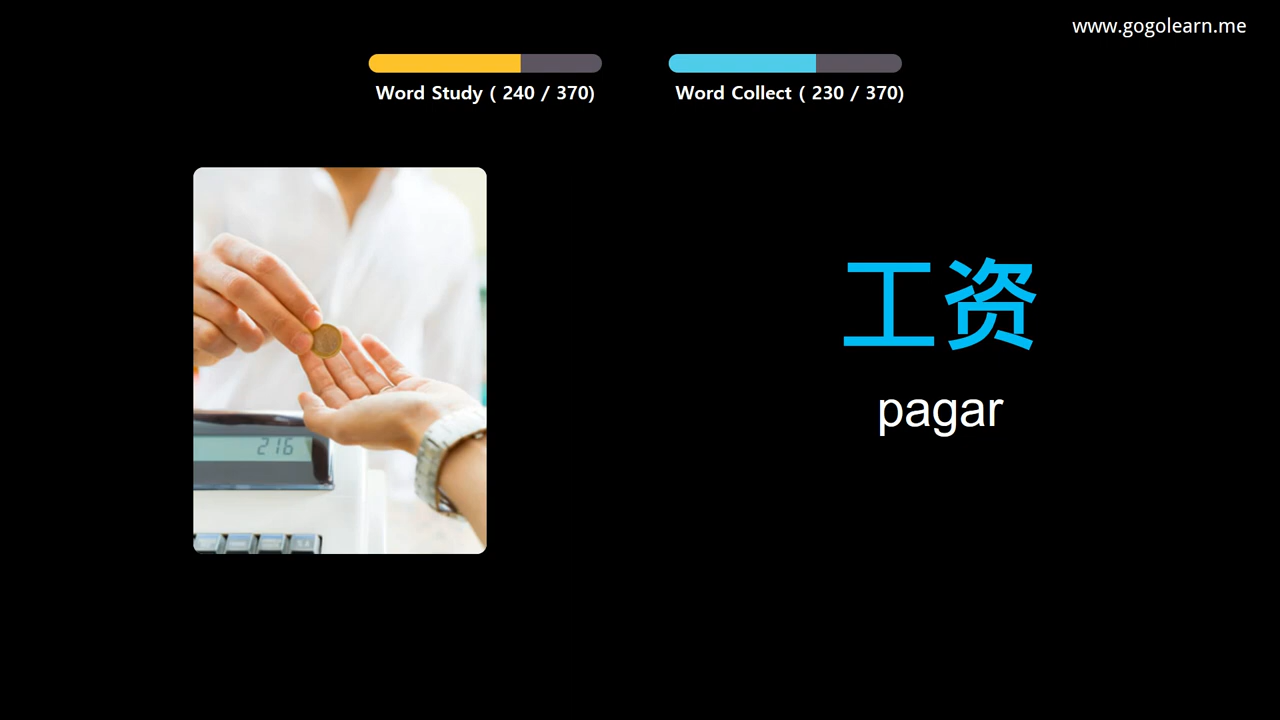 www.gogolearn.me
Word Study ( 240 / 370)
Word Collect ( 230 / 370)
工资
pagar
216